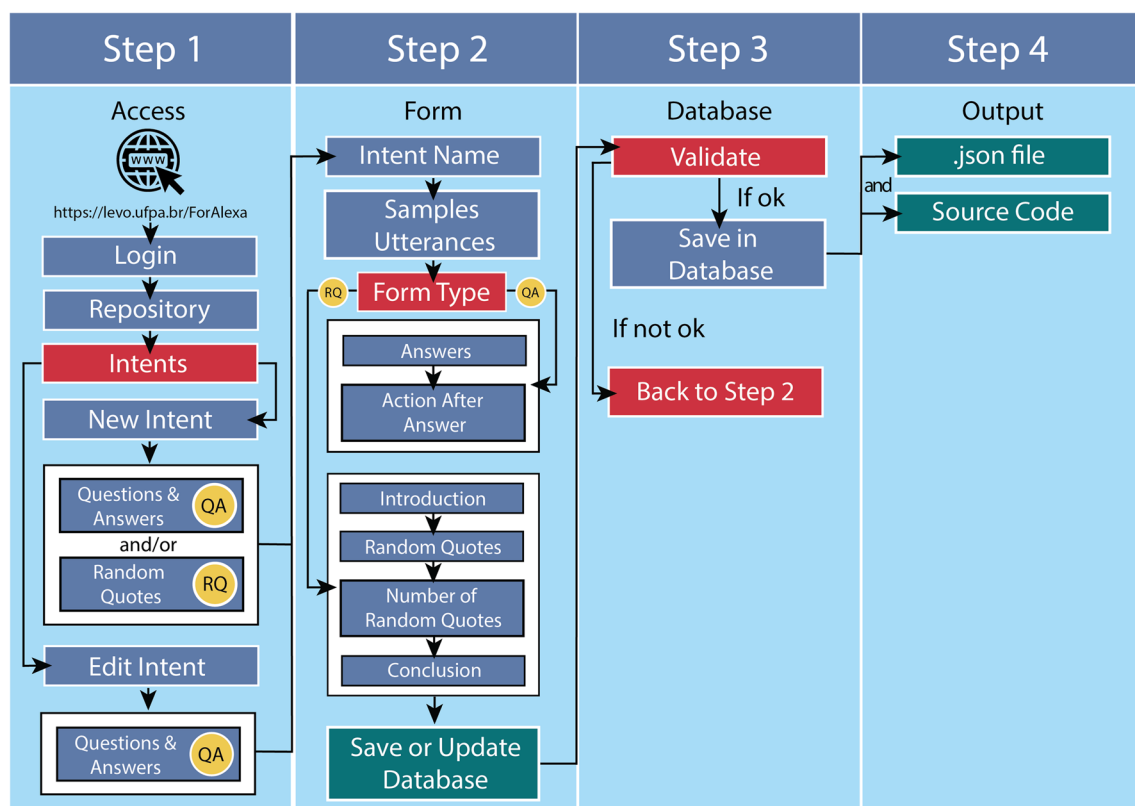 Step 1
Step 2
Step 3
Step 4
Access
WWW
https://levo.ufpa.br/ForAlexa
Login
Repository
Intents
New Intent
Questions &
Answers
QA
and/or
Random
Quotes
RQ
Edit Intent
Questions &
Answers
QA
Form
Intent Name
Samples
Utterances
RQ
Form Type
QA
Answers
Action After
Answer
Introduction
Random Quotes
Number of
Random Quotes
Conclusion
Save or Update
Database
Database
Validate
If ok
Save in
Database
If not ok
Back to Step 2
Output
.json file
and
Source Code